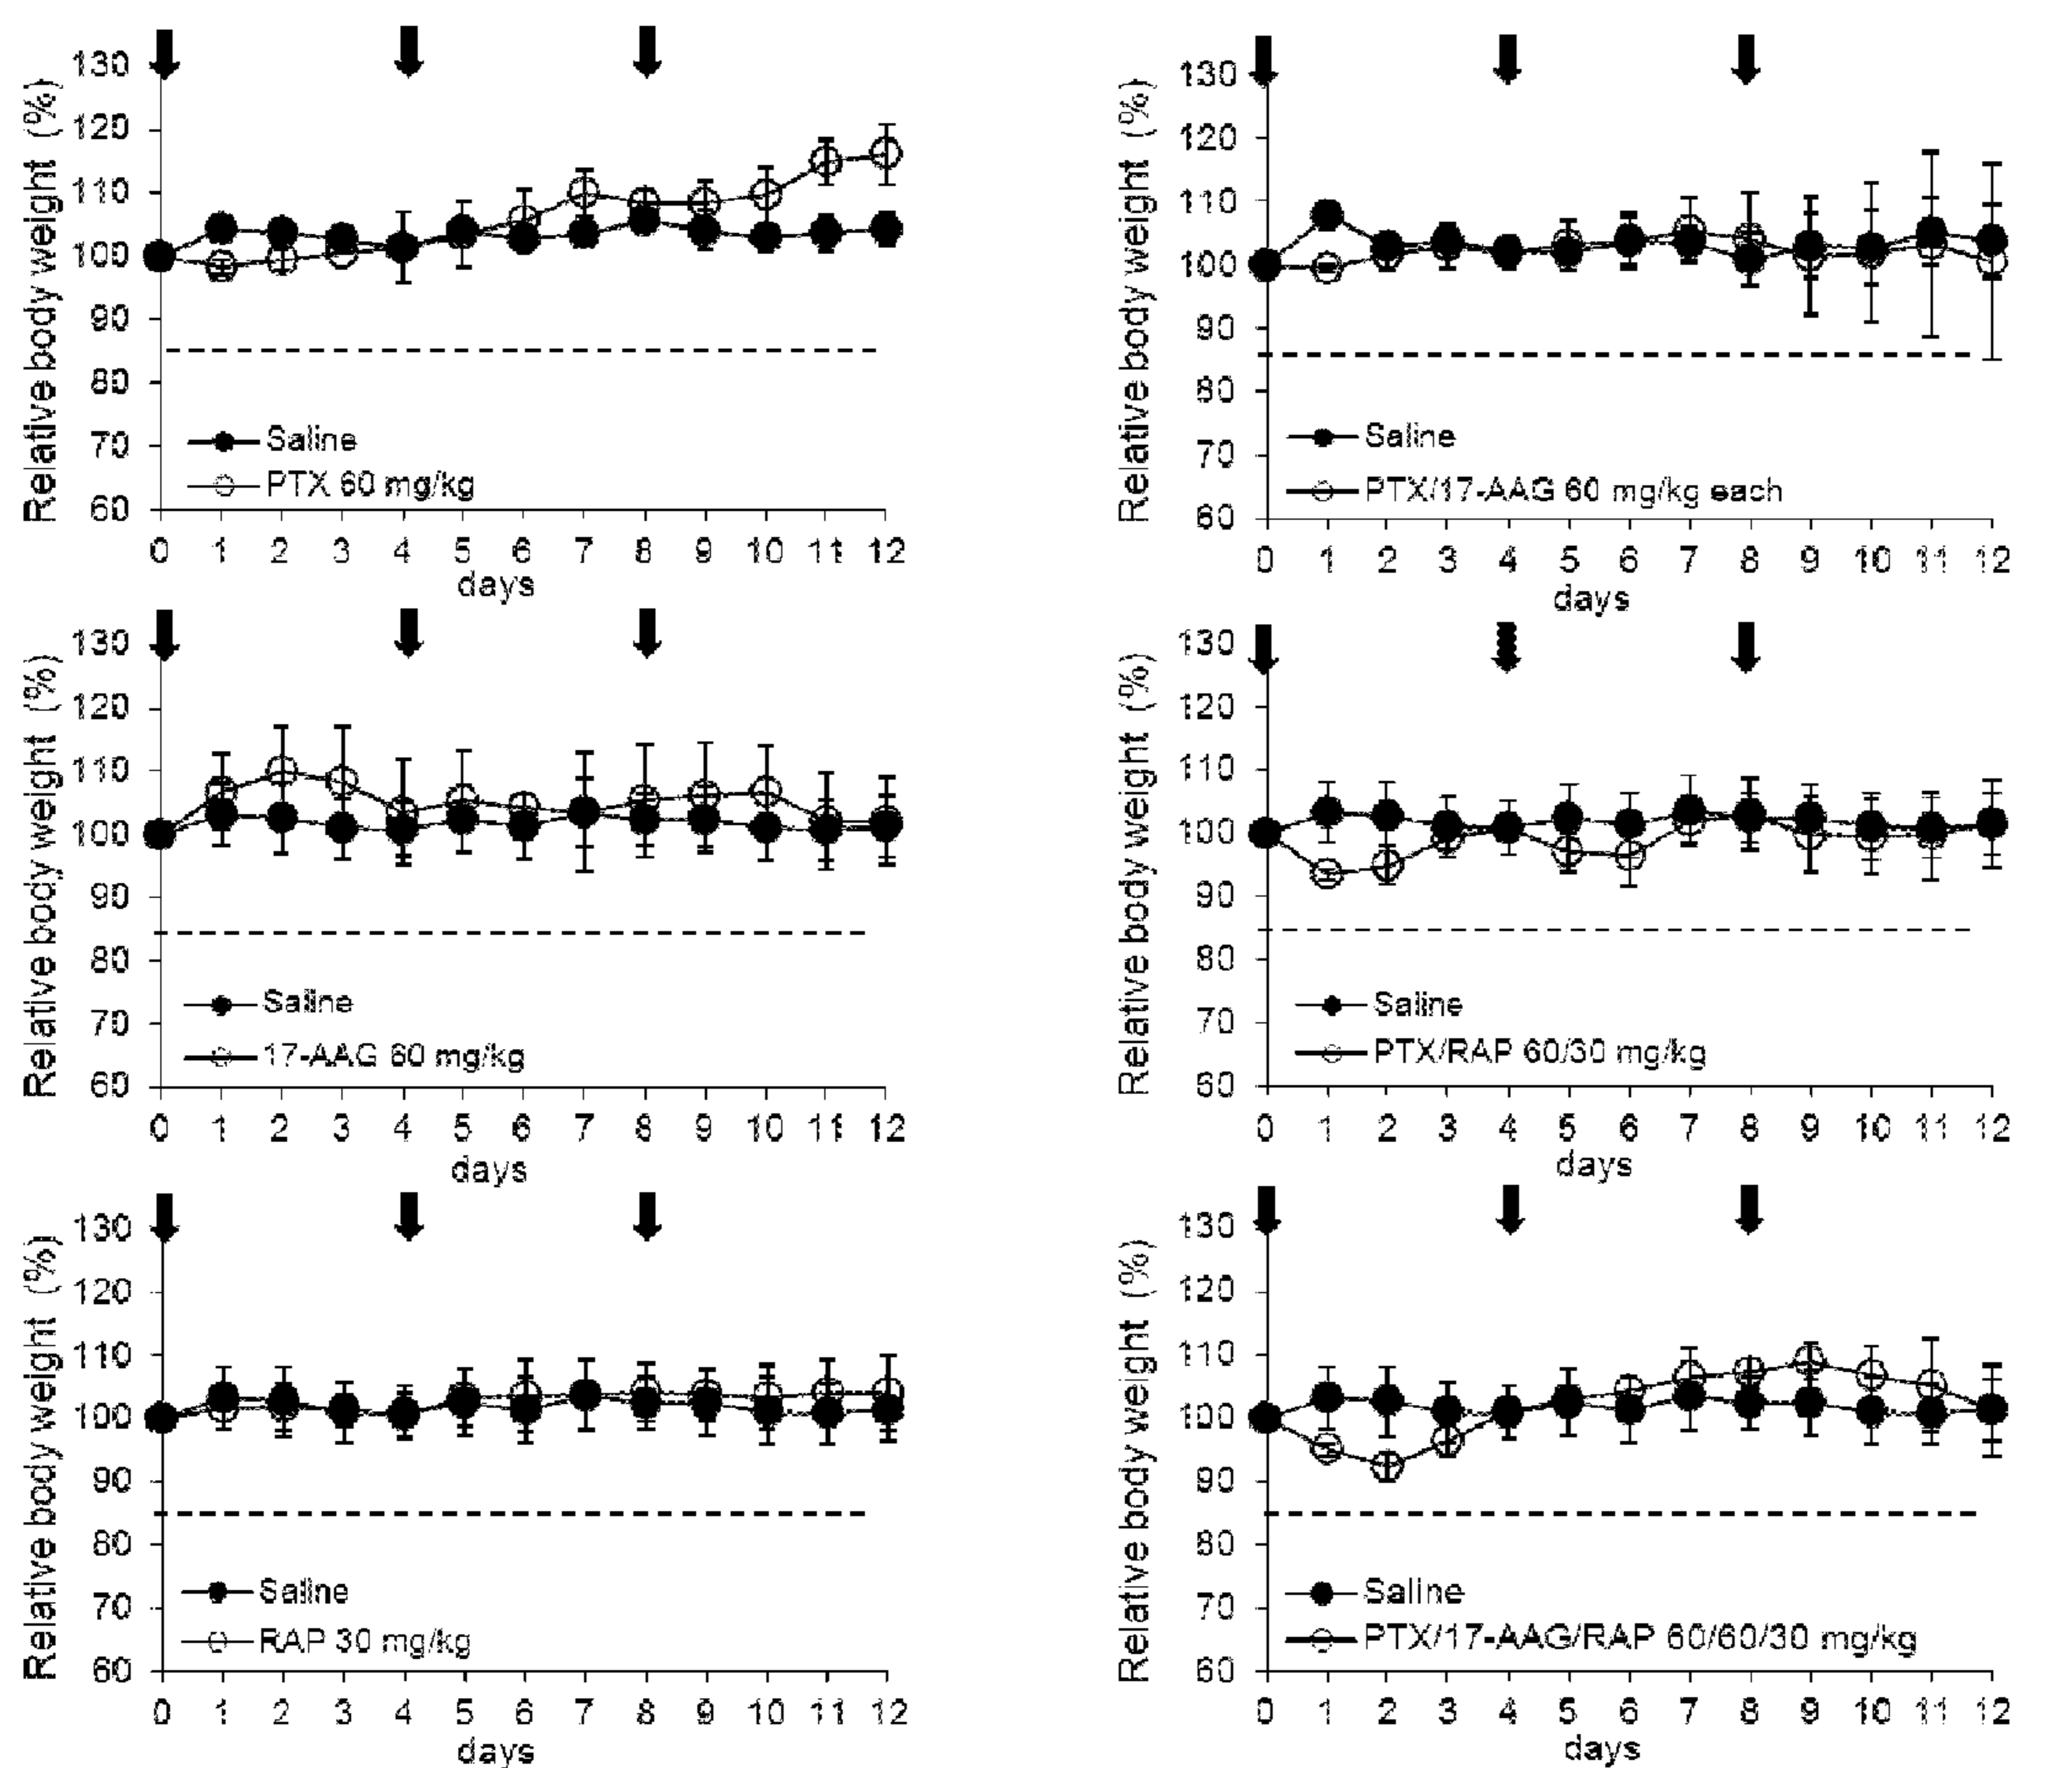 Relative body weight (%)
130
120
110
100
90
80
70
60
Saline
PTX 60 mg/kg
0 1 2 3 4 5 6 7 8 9 10 11 12
days
Relative body weight (%)
130
120
110
100
90
80
70
60
Saline
PTX/17-AAG 60 mg/kg each
0 1 2 3 4 5 6 7 8 9 10 11 12
days
Relative body weight (%)
130
120
110
100
90
80
70
60
Saline
17-AAG 60 mg/kg
0 1 2 3 4 5 6 7 8 9 10 11 12
days
Relative body weight (%)
130
120
110
100
90
80
70
60
Saline
PTX/RAP 60/30 mg/kg
0 1 2 3 4 5 6 7 8 9 10 11 12
days
Relative body weight (%)
130
120
110
100
90
80
70
60
Saline
RAP 30 mg/kg
0 1 2 3 4 5 6 7 8 9 10 11 12
days
Relative body weight (%)
130
120
110
100
90
80
70
60
Saline
PTX/17-AAG/RAP 60/60/30 mg/kg
0 1 2 3 4 5 6 7 8 9 10 11 12
days